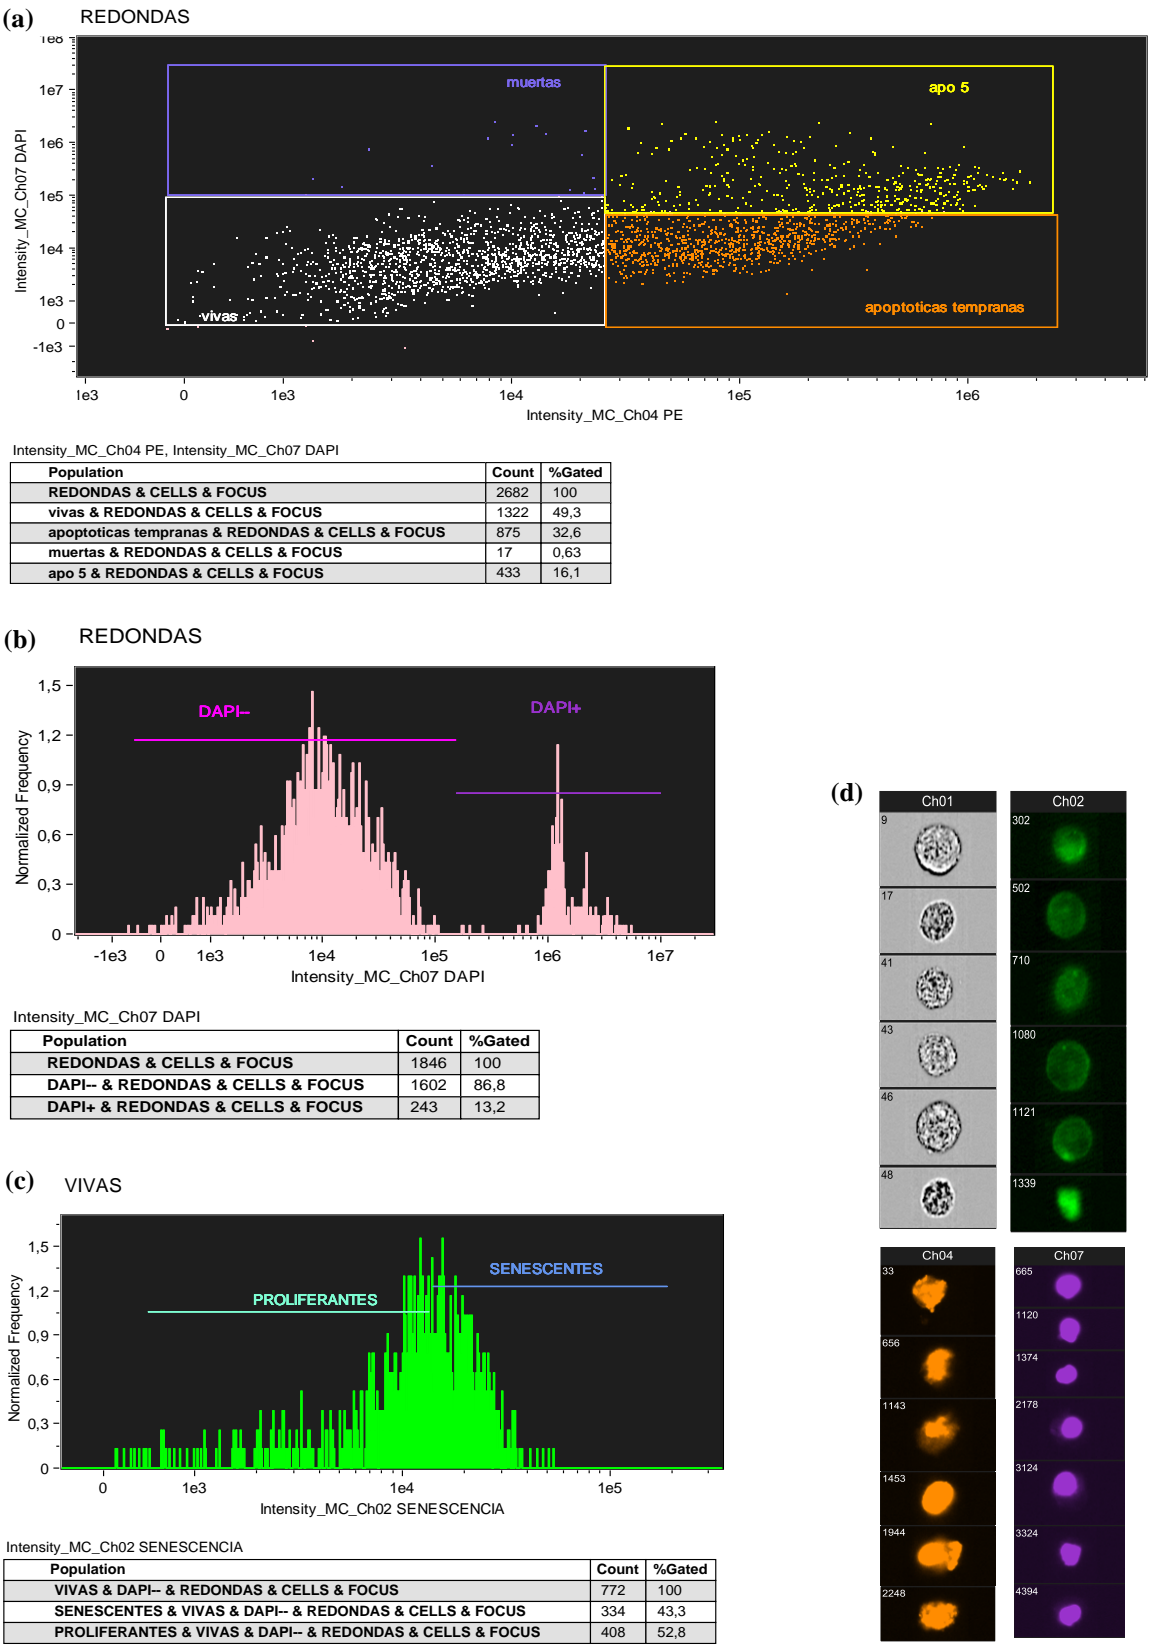 (a) REDONDAS
1e8
1e7
1e6
1e5
1e4
1e3
0
-1e3
Intensity_MC_Ch07 DAPI
muertas
apo 5
vivas
apoptoticas tempranas
1e3 0 1e3 1e4 1e5 1e6
Intensity_MC_Ch04 PE
Intensity_MC_Ch04 PE, Intensity_MC_Ch07 DAPI
Population Count %Gated
REDONDAS & CELLS & FOCUS 2682 100
vivas & REDONDAS & CELLS & FOCUS 1322 49,3
apoptoticas tempranas & REDONDAS & CELLS & FOCUS 875 32,6
muertas & REDONDAS & CELLS & FOCUS 17 0,63
apo 5 & REDONDAS & CELLS & FOCUS 433 16,1
(b) REDONDAS
1,5
1,2
0,9
0,6
0,3
0
Normalized Frequency
DAPI--
DAPI+
-1e3 0 1e3 1e4 1e5 1e6 1e7
Intensity_MC_Ch07 DAPI
Intensity_MC_Ch07 DAPI
Population Count %Gated
REDONDAS & CELLS & FOCUS 1846 100
DAPI-- & REDONDAS & CELLS & FOCUS 1602 86,8
DAPI+ & REDONDAS & CELLS & FOCUS 243 13,2
(c) VIVAS
1,5
1,2
0,9
0,6
0,3
0
Normalized Frequency
PROLIFERANTES
SENESCENTES
0 1e3 1e4 1e5
Intensity_MC_Ch02 SENESCENCIA
Intensity_MC_Ch02 SENESCENCIA
Population Count %Gated
VIVAS & DAPI-- & REDONDAS & CELLS & FOCUS 772 100
SENESCENTES & VIVAS & DAPI-- & REDONDAS & CELLS & FOCUS 334 43,3
PROLIFERANTES & VIVAS & DAPI-- & REDONDAS & CELLS & FOCUS 408 52,8
(d)
Ch01
9
17
41
43
46
48
Ch02
302
502
710
1080
1121
1339
Ch04
33
656
1143
1453
1944
2248
Ch07
665
1120
1374
2178
3124
3324
4394